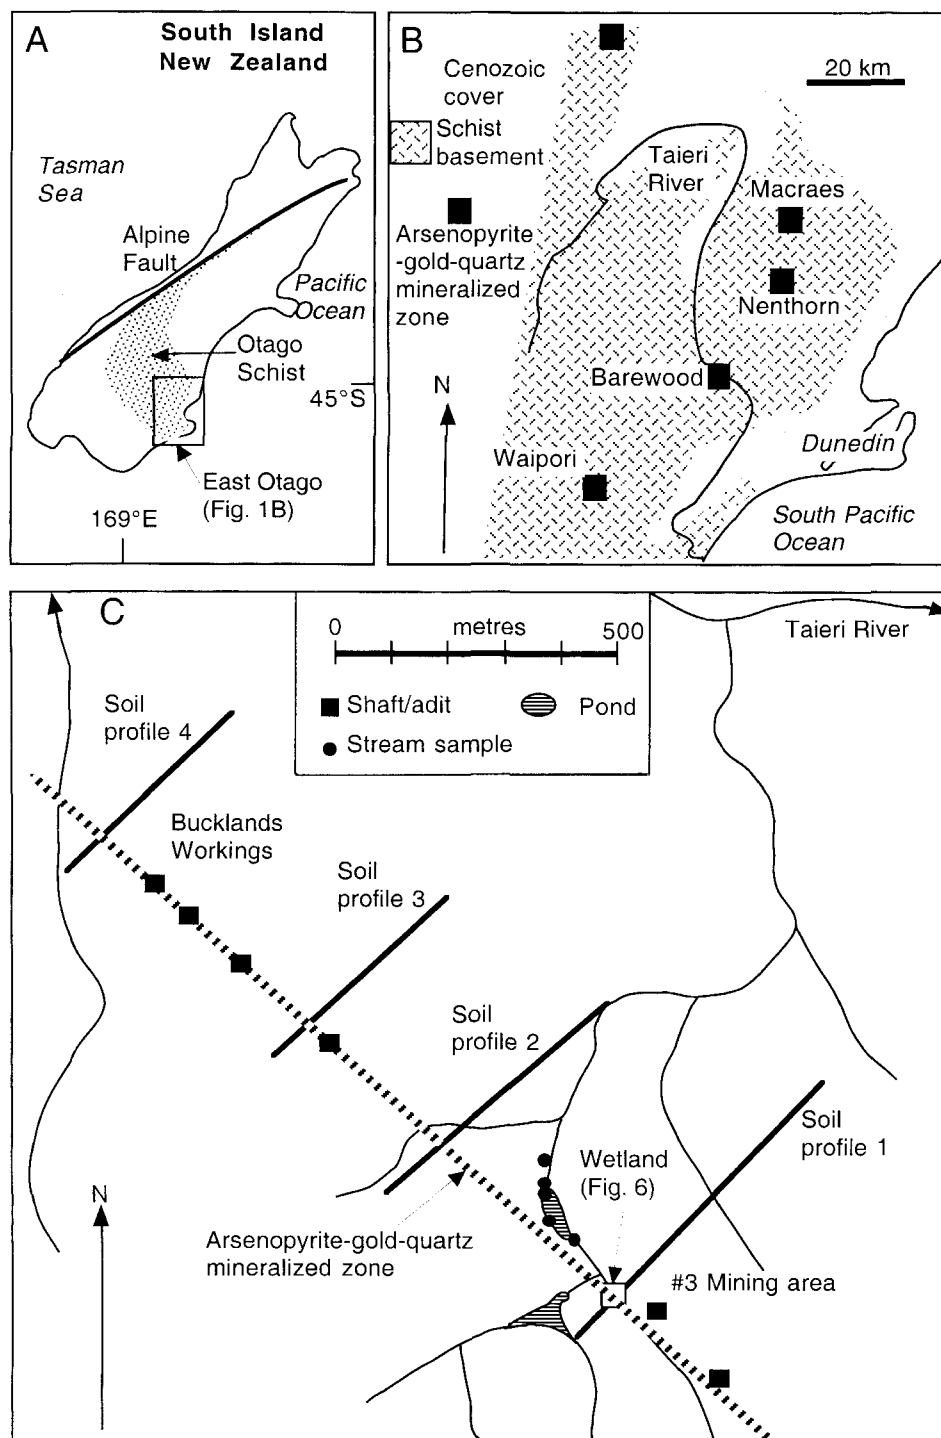 A
South Island
New Zealand
Tasman
Sea
Alpine
Fault
Pacific
Ocean
Otago
Schist
45°S
East Otago
(Fig. 1B)
169°E
B
Cenozoic
cover
20 km
Schist
basement
Taieri
River
Macraes
Arsenopyrite
-gold-quartz
mineralized
zone
Nenthorn
Barewood
N
Waipori
Dunedin
South Pacific
Ocean
C
0 metres 500
Shaft/adit
Pond
Stream sample
Taieri River
Soil
profile 4
Bucklands
Workings
Soil
profile 3
Soil
profile 2
Soil
profile 1
Wetland
(Fig. 6)
N
Arsenopyrite-gold-quartz
mineralized zone
#3 Mining area